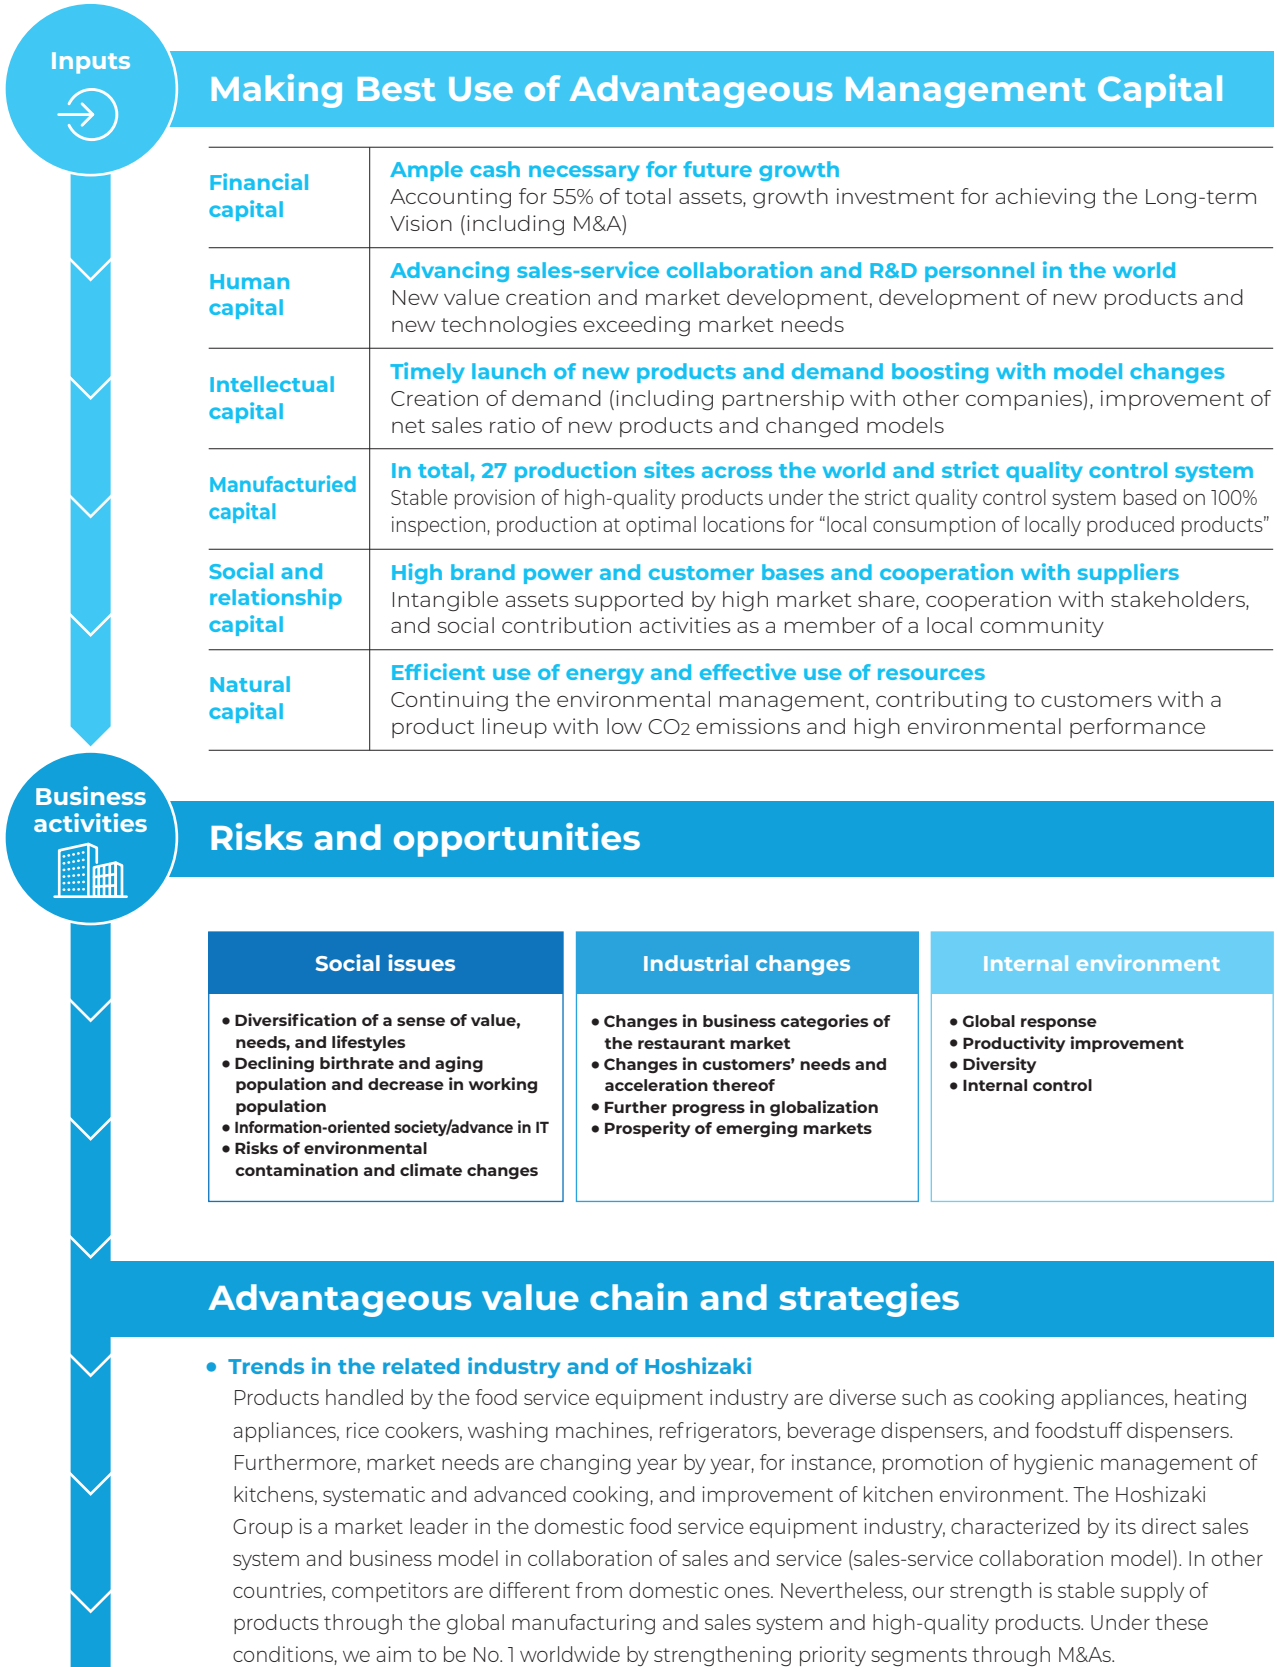 Inputs
Making Best Use of Advantageous Management Capital
Financial
capital
Ample cash necessary for future growth
Accounting for 55% of total assets, growth investment for achieving the Long-term
Vision (including M&A)
Human
capital
Advancing sales-service collaboration and R&D personnel in the world
New value creation and market development, development of new products and
new technologies exceeding market needs
Intellectual
capital
Timely launch of new products and demand boosting with model changes
Creation of demand (including partnership with other companies), improvement of
net sales ratio of new products and changed models
Manufacturied
capital
In total, 27 production sites across the world and strict quality control system
Stable provision of high-quality products under the strict quality control system based on 100%
inspection, production at optimal locations for “local consumption of locally produced products”
Social and
relationship
capital
High brand power and customer bases and cooperation with suppliers
Intangible assets supported by high market share, cooperation with stakeholders,
and social contribution activities as a member of a local community
Natural
capital
Efficient use of energy and effective use of resources
Continuing the environmental management, contributing to customers with a
product lineup with low CO2 emissions and high environmental performance
Business
activities
Risks and opportunities
Social issues
● Diversification of a sense of value,
needs, and lifestyles
● Declining birthrate and aging
population and decrease in working
population
● Information-oriented society/advance in IT
● Risks of environmental
contamination and climate changes
Industrial changes
● Changes in business categories of
the restaurant market
● Changes in customers’ needs and
acceleration thereof
● Further progress in globalization
● Prosperity of emerging markets
Internal environment
● Global response
● Productivity improvement
● Diversity
● Internal control
Advantageous value chain and strategies
● Trends in the related industry and of Hoshizaki
Products handled by the food service equipment industry are diverse such as cooking appliances, heating
appliances, rice cookers, washing machines, refrigerators, beverage dispensers, and foodstuff dispensers.
Furthermore, market needs are changing year by year, for instance, promotion of hygienic management of
kitchens, systematic and advanced cooking, and improvement of kitchen environment. The Hoshizaki
Group is a market leader in the domestic food service equipment industry, characterized by its direct sales
system and business model in collaboration of sales and service (sales-service collaboration model). In other
countries, competitors are different from domestic ones. Nevertheless, our strength is stable supply of
products through the global manufacturing and sales system and high-quality products. Under these
conditions, we aim to be No. 1 worldwide by strengthening priority segments through M&As.